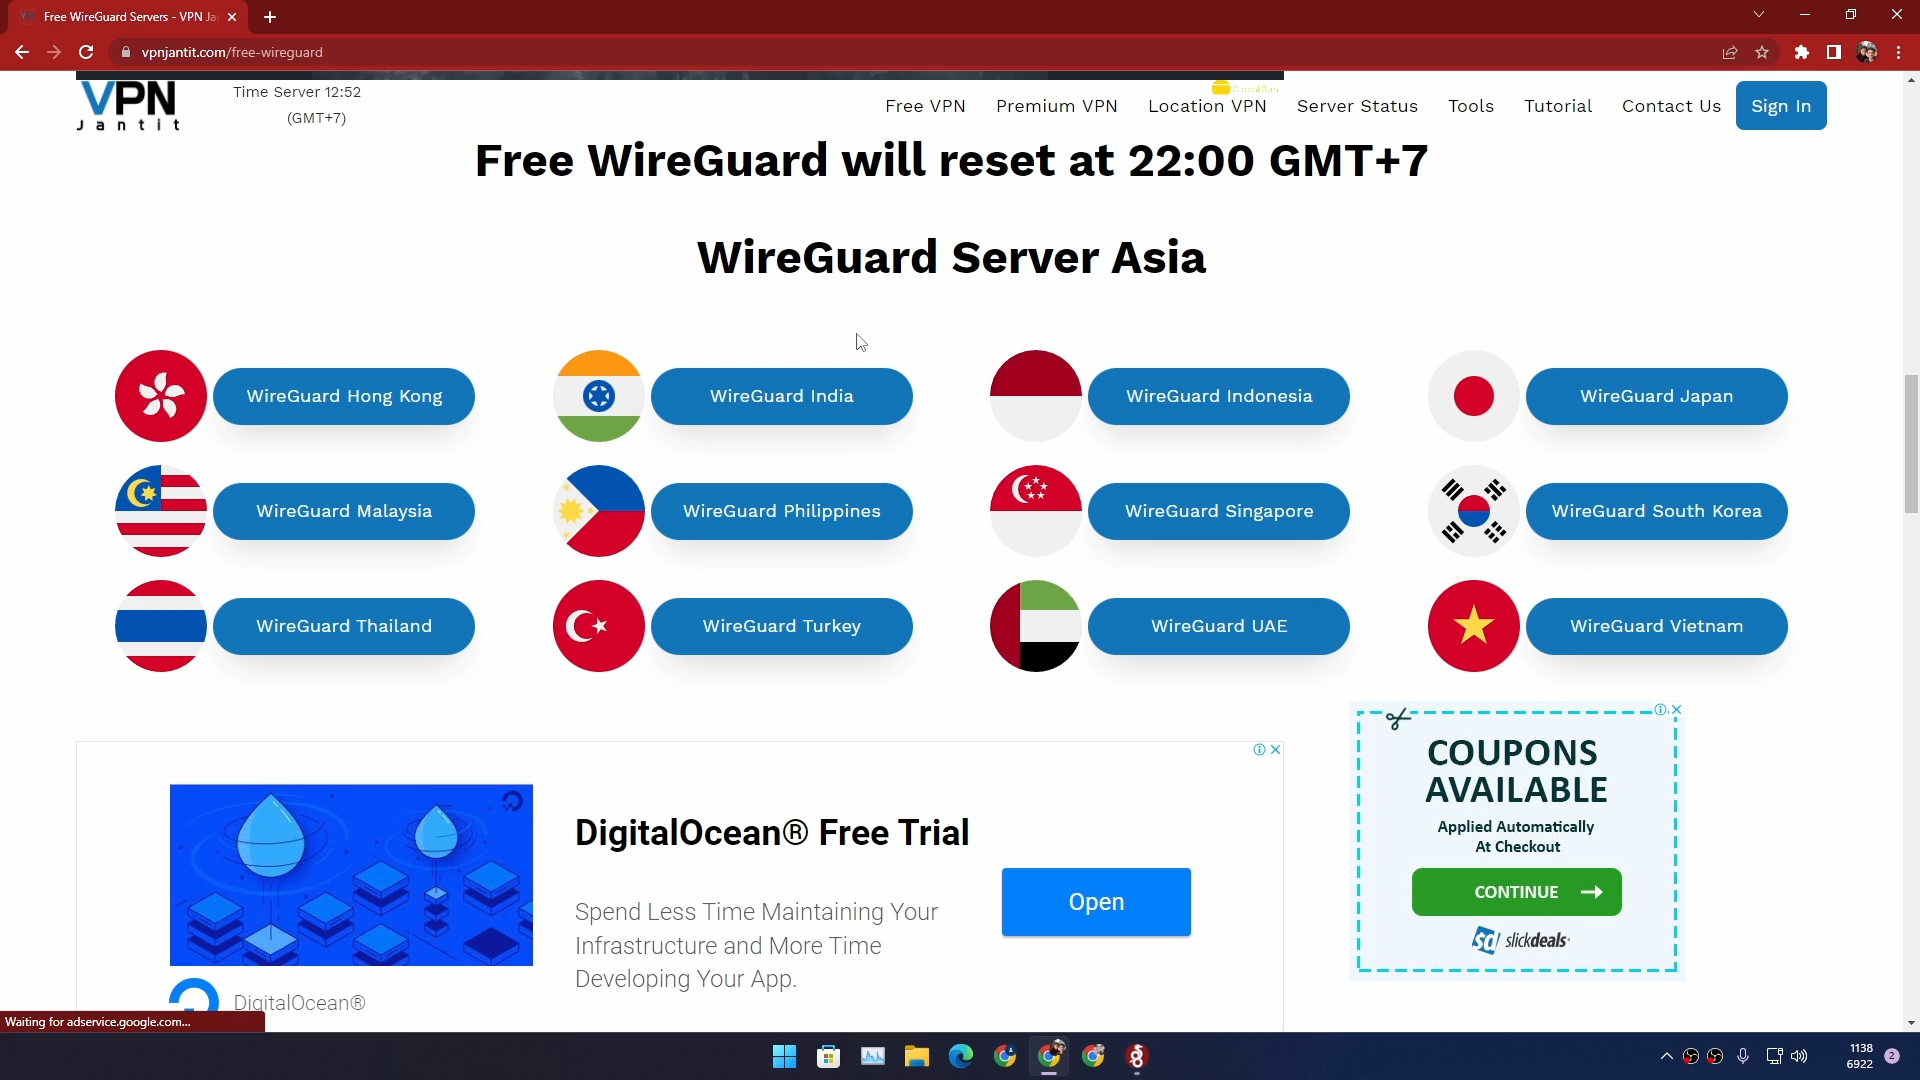 Free WireGuard Servers - VPN Ja
vpnjantit.com/free-wireguard
VPN
Jantit
Time Server 12:52
(GMT+7)
Free VPN
Premium VPN
Location VPN
Server Status
Tools
Tutorial
Contact Us
Sign In
Free WireGuard will reset at 22:00 GMT+7
WireGuard Server Asia
WireGuard Hong Kong
WireGuard India
WireGuard Indonesia
WireGuard Japan
WireGuard Malaysia
WireGuard Philippines
WireGuard Singapore
WireGuard South Korea
WireGuard Thailand
WireGuard Turkey
WireGuard UAE
WireGuard Vietnam
DigitalOcean® Free Trial
Spend Less Time Maintaining Your
Infrastructure and More Time
Developing Your App.
Open
DigitalOcean®
COUPONS
AVAILABLE
Applied Automatically
At Checkout
CONTINUE
sd slickdeals
Waiting for adservice.google.com...
1138
6922
2